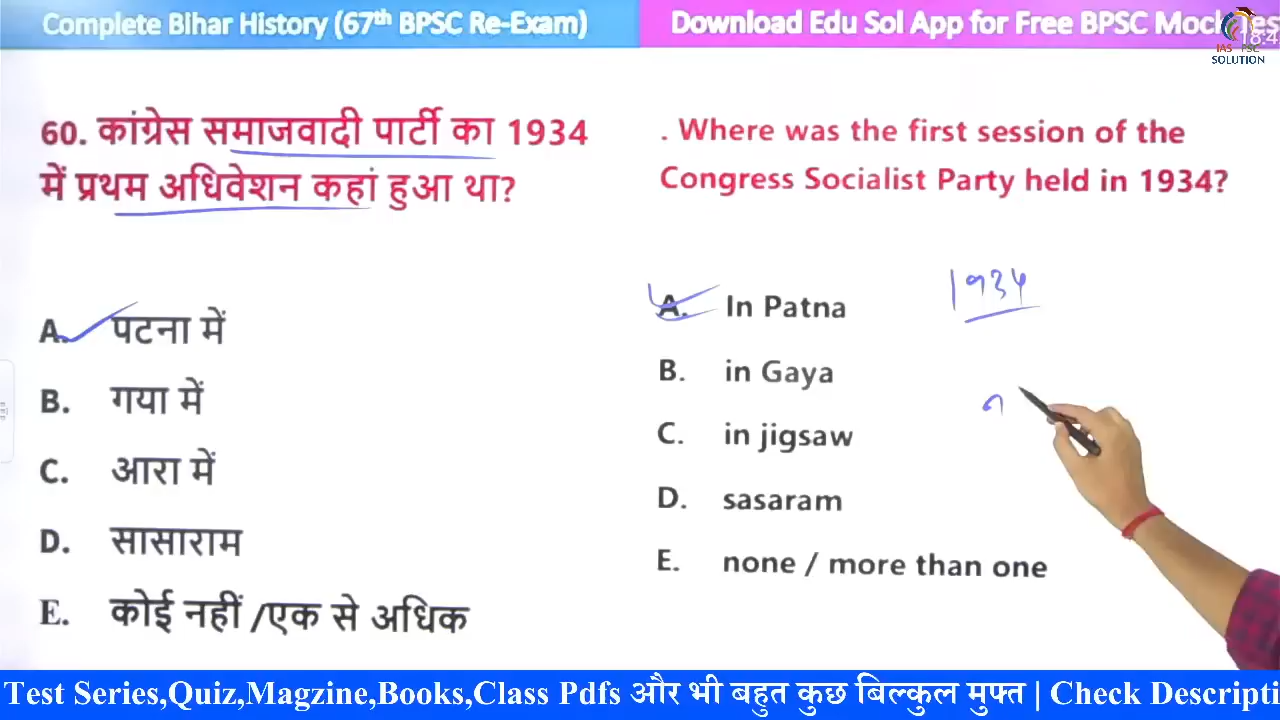 Complete Bihar History (67th BPSC Re-Exam)
Download Edu Sol App for Free BPSC Mock
18:4
IAS PSC
SOLUTION
60. कांग्रेस समाजवादी पार्टी का 1934
में प्रथम अधिवेशन कहां हुआ था?
A. पटना में
B. गया में
C. आरा में
D. सासाराम
E. कोई नहीं /एक से अधिक
. Where was the first session of the
Congress Socialist Party held in 1934?
A. In Patna
B. in Gaya
C. in jigsaw
D. sasaram
E. none / more than one
1934
Test Series,Quiz,Magzine,Books,Class Pdfs और भी बहुत कुछ बिल्कुल मुफ्त | Check Descripti